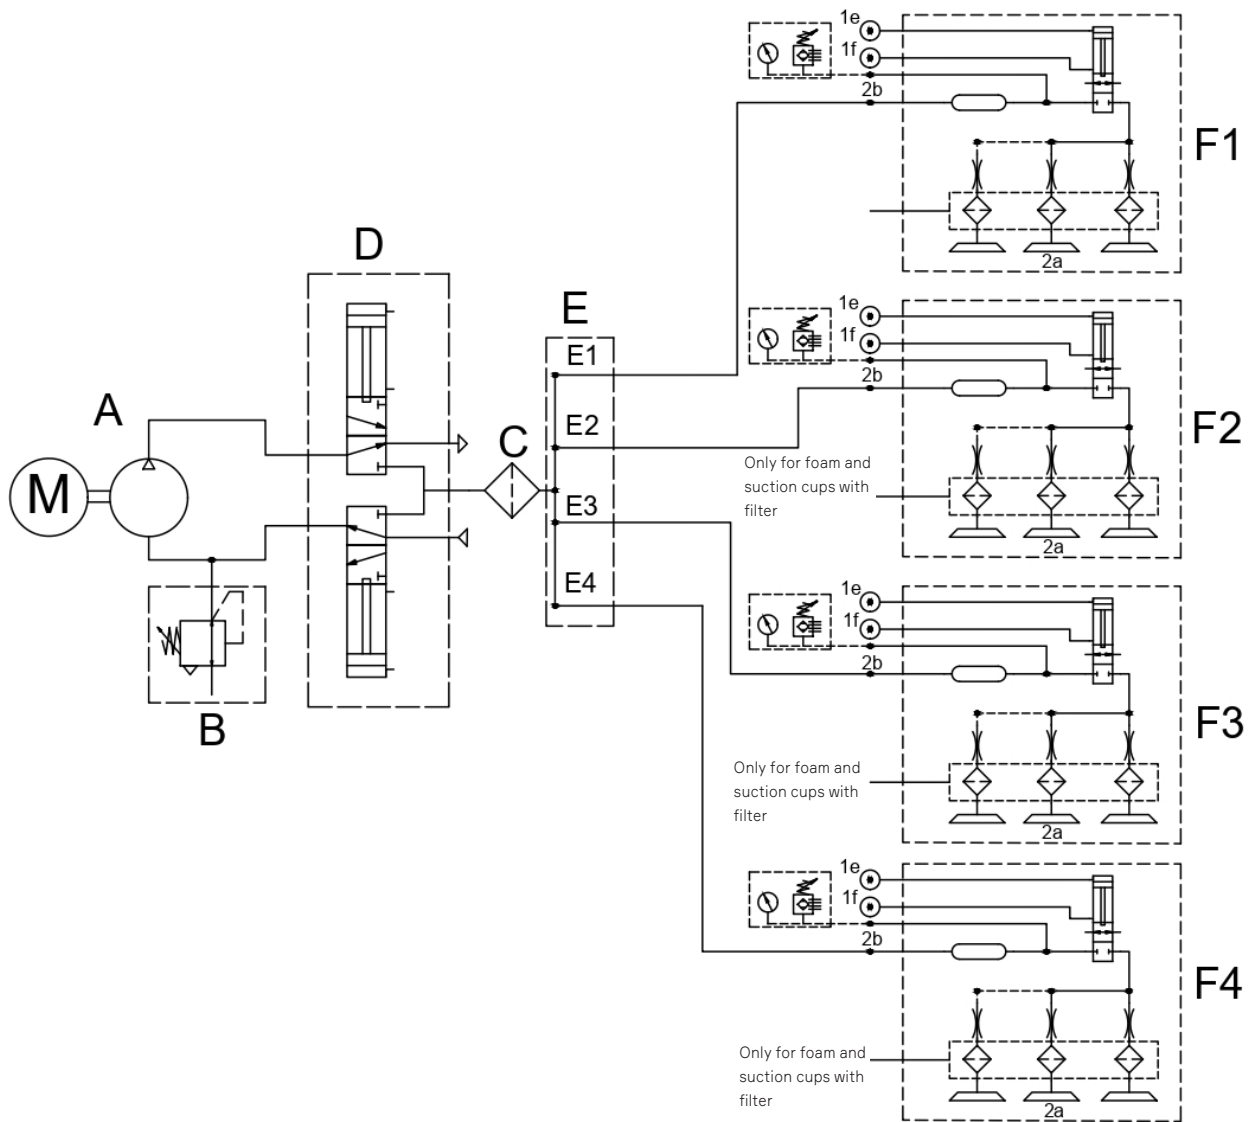 1e
1f
2b
F1
2a
D
E
E1
1e
1f
2b
A
E2
C
F2
Only for foam and
suction cups with
filter
M
E3
2a
E4
1e
1f
2b
B
F3
Only for foam and
suction cups with
filter
2a
1e
1f
2b
F4
Only for foam and
suction cups with
filter
2a